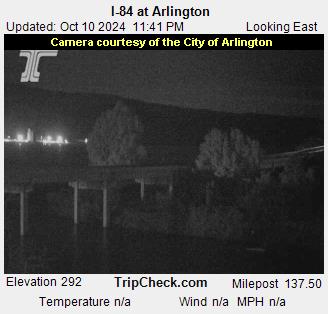 I-84 at Arlington
Updated: Oct 10 2024 11:41 PM Looking East
Camera courtesy of the City of Arlington
Elevation 292 TripCheck.com Milepost 137.50
Temperature n/a Wind n/a MPH n/a